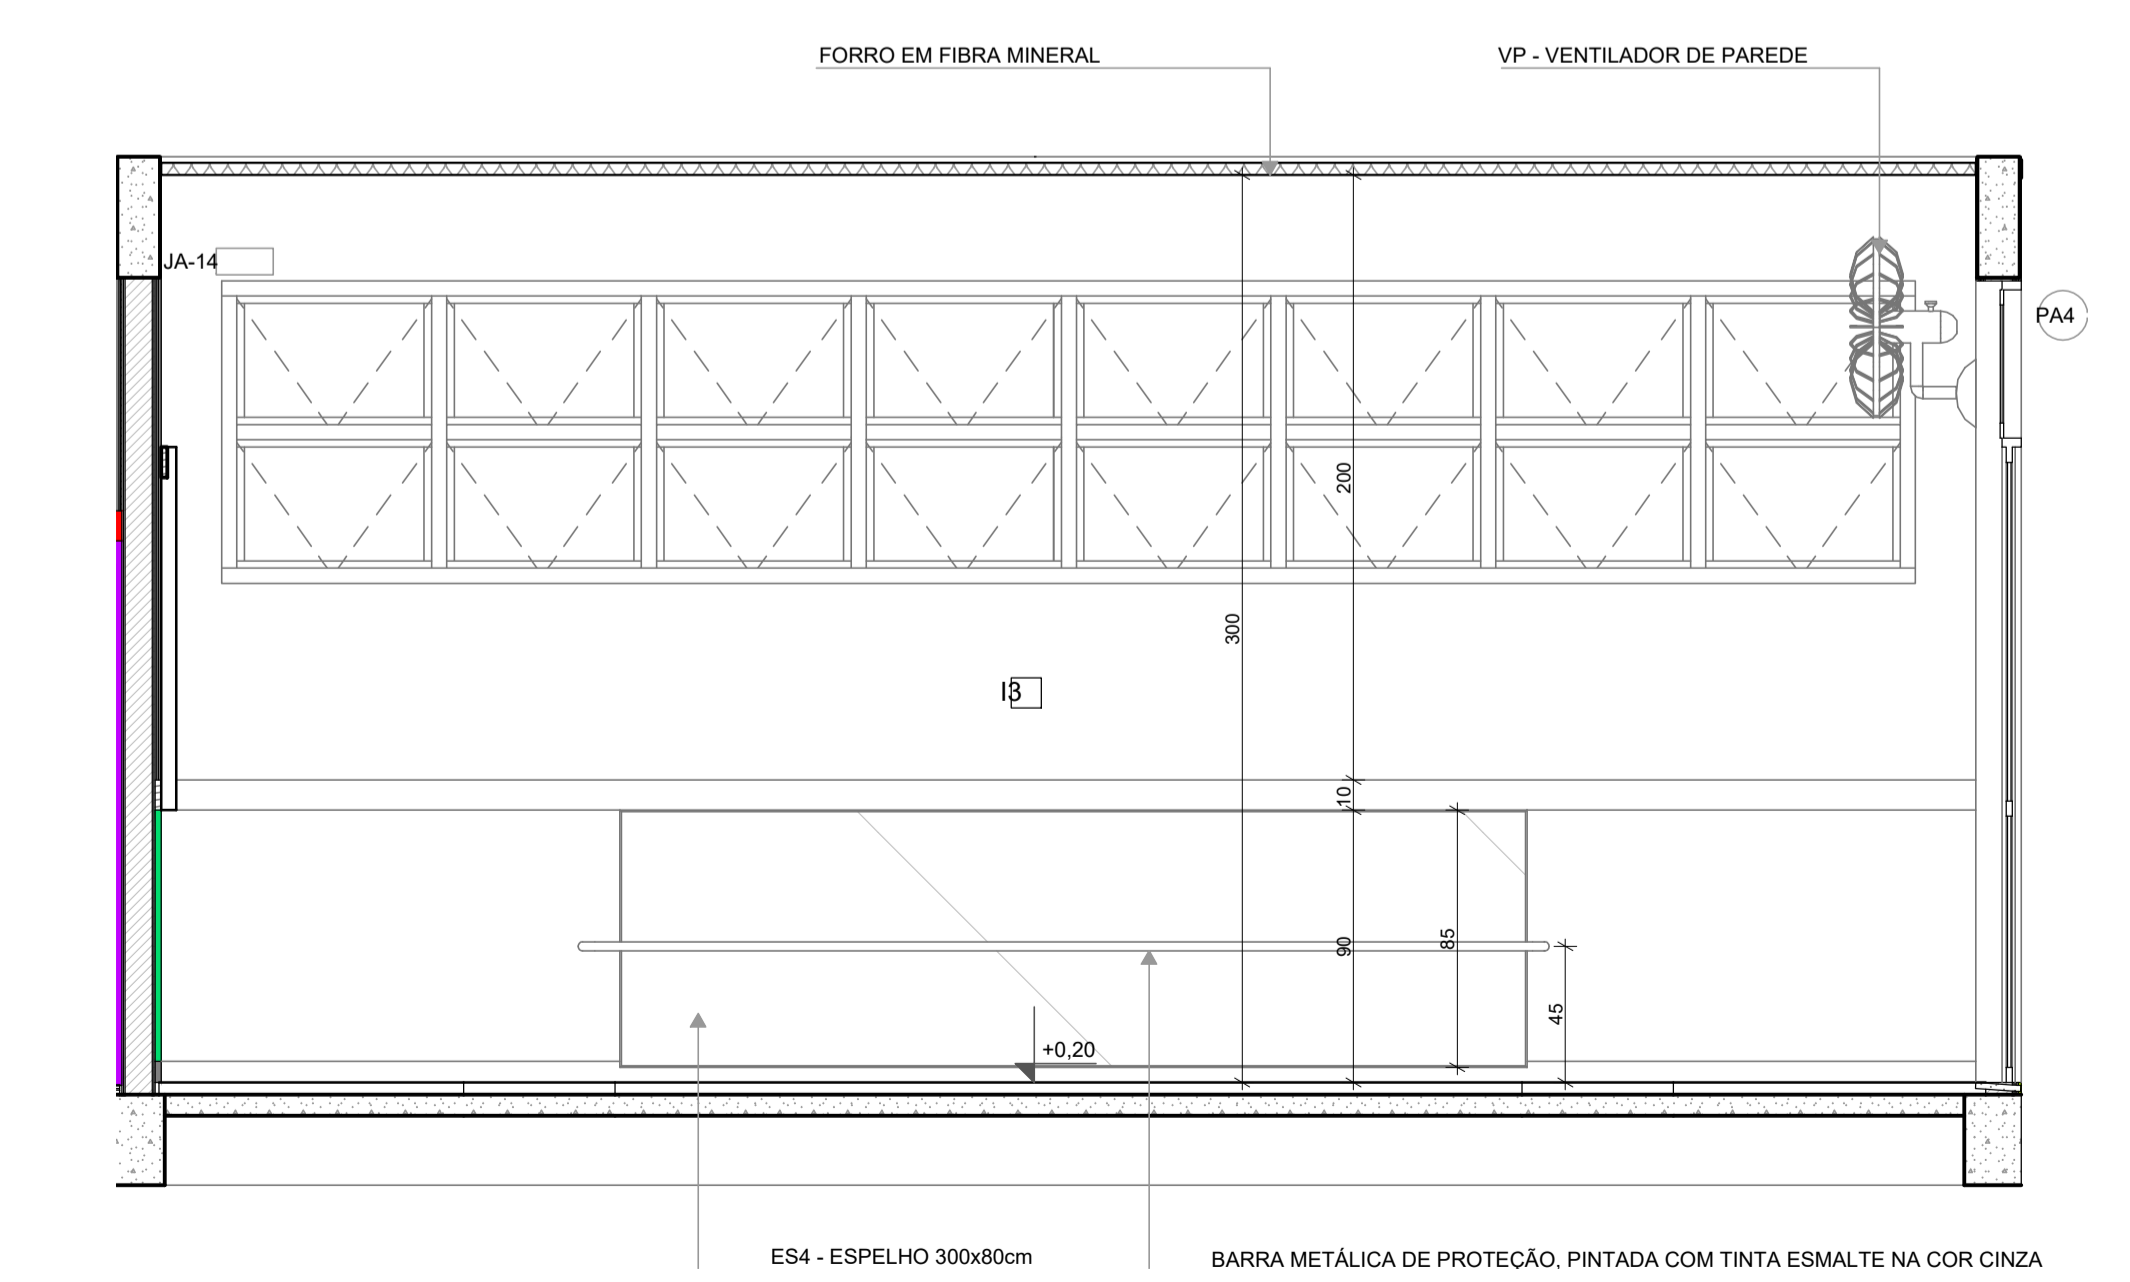 FORRO EM FIBRA MINERAL
VP - VENTILADOR DE PAREDE
JA-14
PA4
200
300
I3
10
90
85
45
+0,20
ES4 - ESPELHO 300x80cm
BARRA METÁLICA DE PROTEÇÃO, PINTADA COM TINTA ESMALTE NA COR CINZA